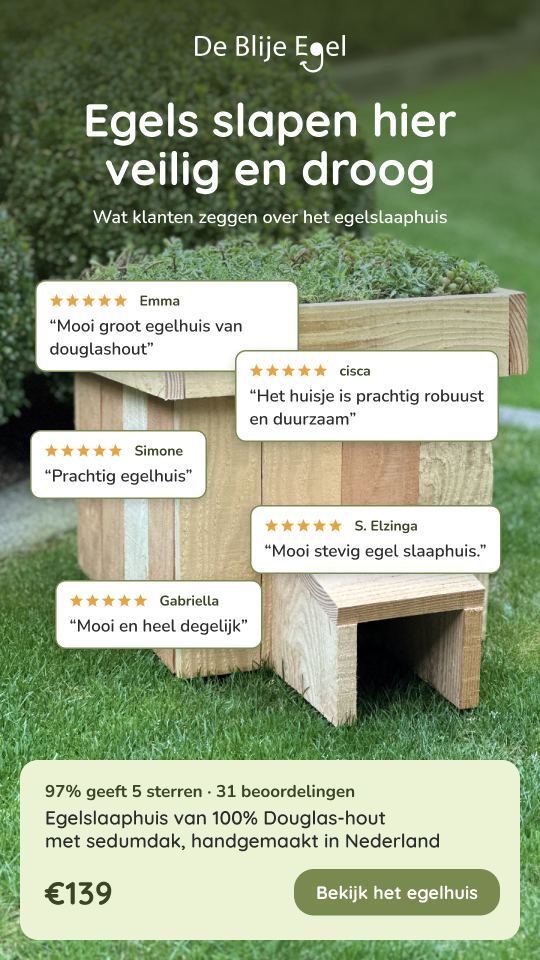 De Blije Egel
Egels slapen hier
veilig en droog
Wat klanten zeggen over het egelslaaphuis
Emma
“Mooi groot egelhuis van
douglashout”
cisca
“Het huisje is prachtig robuust
en duurzaam”
Simone
“Prachtig egelhuis”
S. Elzinga
“Mooi stevig egel slaaphuis.”
Gabriella
“Mooi en heel degelijk”
97% geeft 5 sterren · 31 beoordelingen
Egelslaaphuis van 100% Douglas-hout
met sedumdak, handgemaakt in Nederland
€139
Bekijk het egelhuis